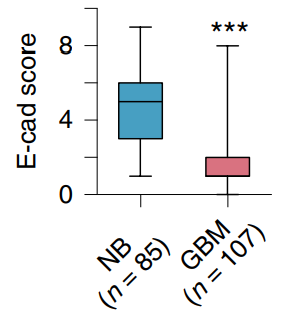 E-cad score
8
4
0
***
NB
(n = 85)
GBM
(n = 107)